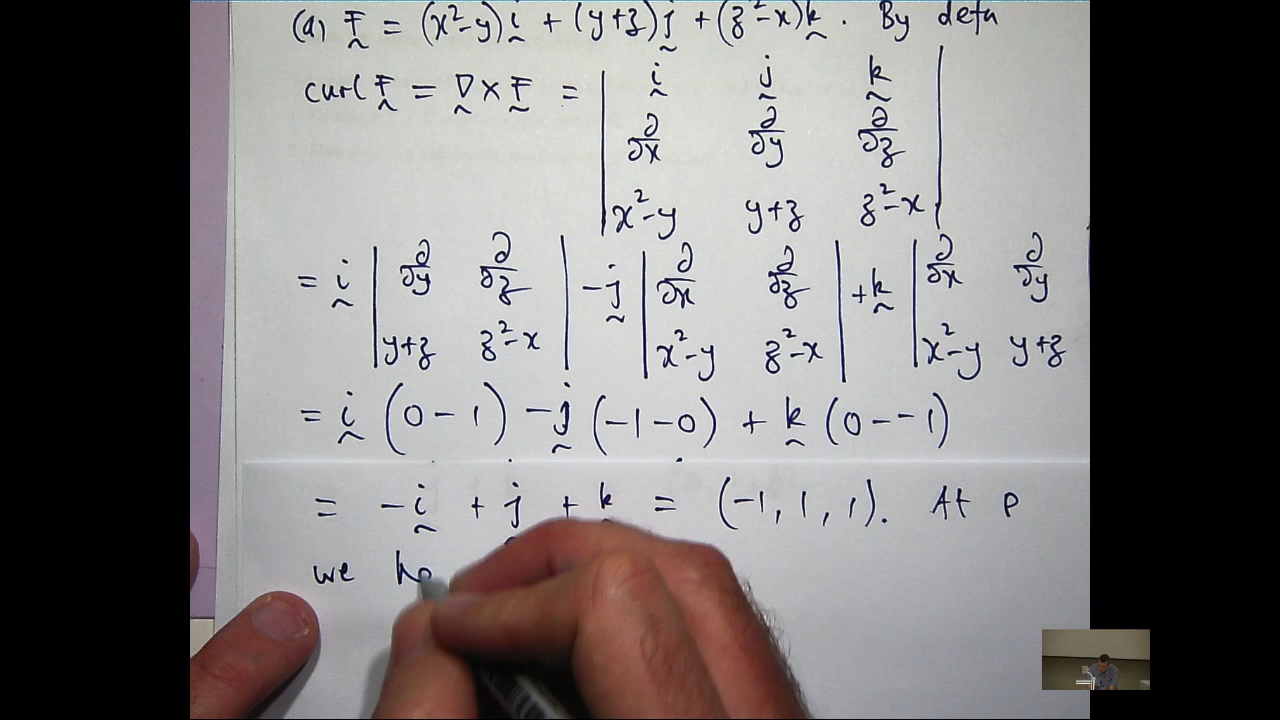 (a) F = (x²-y)i + (y+z)j + (z²-x)k. By defn
curl F = ∇ × F = | i j k |
∂/∂x ∂/∂y ∂/∂z
x²-y y+z z²-x
= i | ∂/∂y ∂/∂z | - j | ∂/∂x ∂/∂z | + k | ∂/∂x ∂/∂y
y+z z²-x x²-y z²-x x²-y y+z
= i (0-1) - j (-1-0) + k (0--1)
= -i + j + k = (-1, 1, 1). At P
we